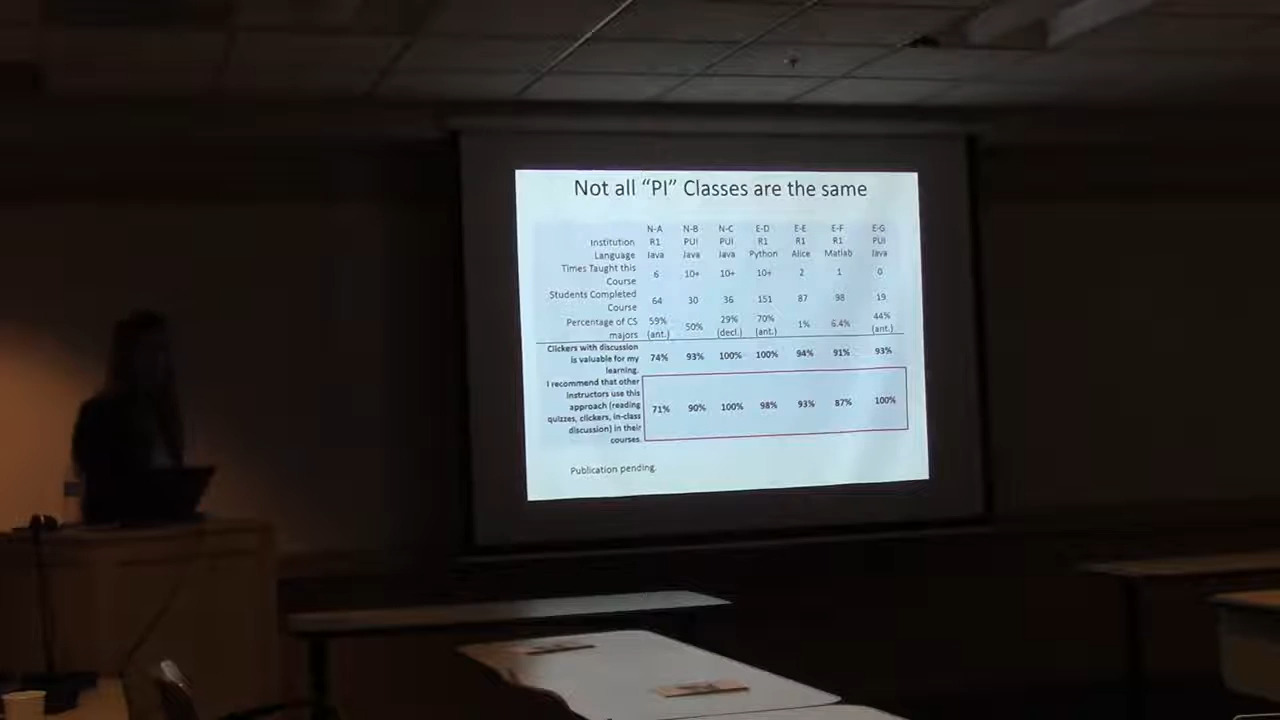 Not all “PI” Classes are the same
N-A N-B N-C E-D E-E E-F E-G
Institution R1 PUI PUI R1 R1 R1 PUI
Language Java Java Java Python Alice Matlab Java
Times Taught this Course 6 10+ 10+ 10+ 2 1 0
Students Completed Course 64 30 36 151 87 98 19
Percentage of CS majors 59% (ant.) 50% 29% (decl.) 70% (ant.) 1% 6.4% 44% (ant.)
Clickers with discussion is valuable for my learning. 74% 93% 100% 100% 94% 91% 93%
I recommend that other instructors use this approach (reading quizzes, clickers, in-class discussion) in their courses. 71% 90% 100% 98% 93% 87% 100%
Publication pending.